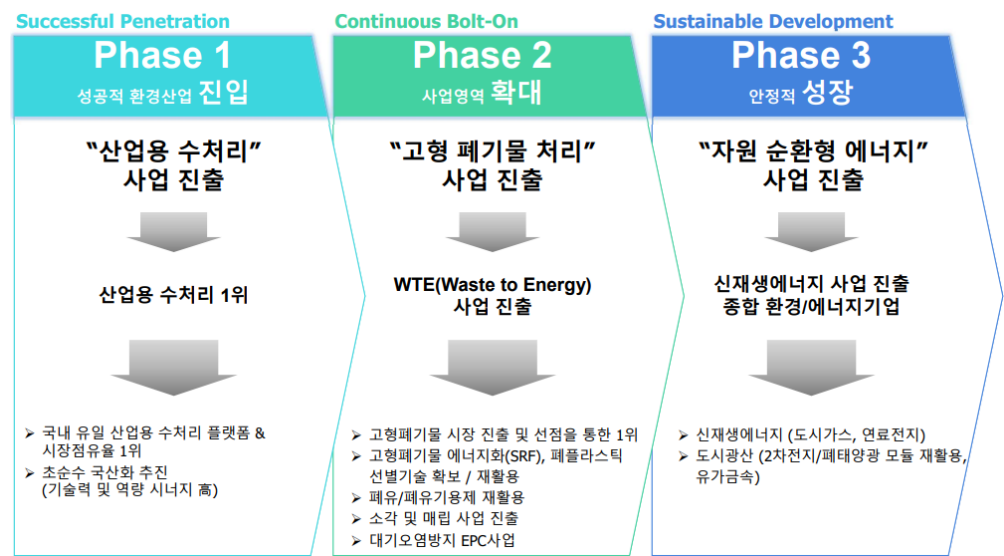 Successful Penetration
Phase 1
성공적 환경산업 진입
“산업용 수처리”
사업 진출
산업용 수처리 1위
➢ 국내 유일 산업용 수처리 플랫폼 &
시장점유율 1위
➢ 초순수 국산화 추진
(기술력 및 역량 시너지 高)
Continuous Bolt-On
Phase 2
사업영역 확대
“고형 폐기물 처리”
사업 진출
WTE(Waste to Energy)
사업 진출
➢ 고형폐기물 시장 진출 및 선점을 통한 1위
➢ 고형폐기물 에너지화(SRF), 폐플라스틱
선별기술 확보 / 재활용
➢ 폐유/폐유기용제 재활용
➢ 소각 및 매립 사업 진출
➢ 대기오염방지 EPC사업
Sustainable Development
Phase 3
안정적 성장
“자원 순환형 에너지”
사업 진출
신재생에너지 사업 진출
종합 환경/에너지기업
➢ 신재생에너지 (도시가스, 연료전지)
➢ 도시광산 (2차전지/폐태양광 모듈 재활용,
유가금속)